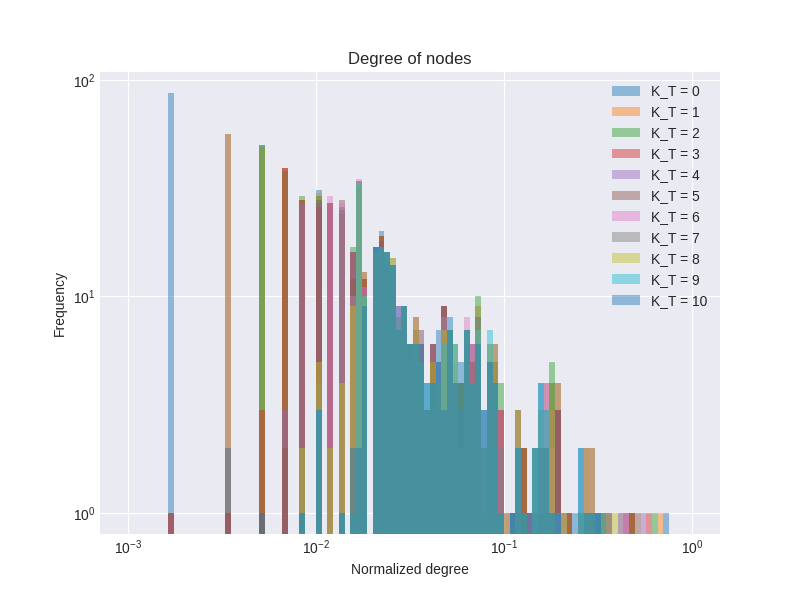 Degree of nodes
10²
10¹
10⁰
Frequency
K_T = 0
K_T = 1
K_T = 2
K_T = 3
K_T = 4
K_T = 5
K_T = 6
K_T = 7
K_T = 8
K_T = 9
K_T = 10
10⁻³
10⁻²
10⁻¹
10⁰
Normalized degree